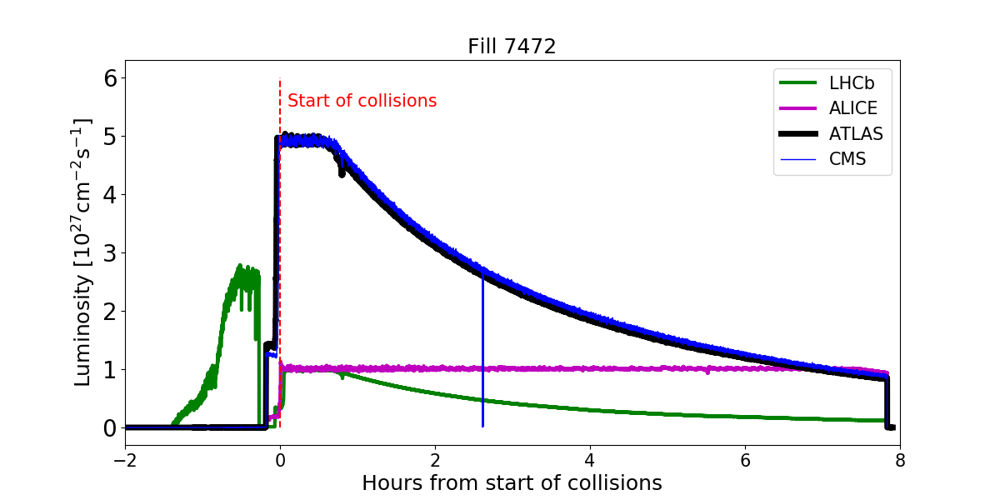 Fill 7472
6
5
4
3
2
1
0
Luminosity [10²⁷cm⁻²s⁻¹]
Start of collisions
LHCb
ALICE
ATLAS
CMS
−2 0 2 4 6 8
Hours from start of collisions